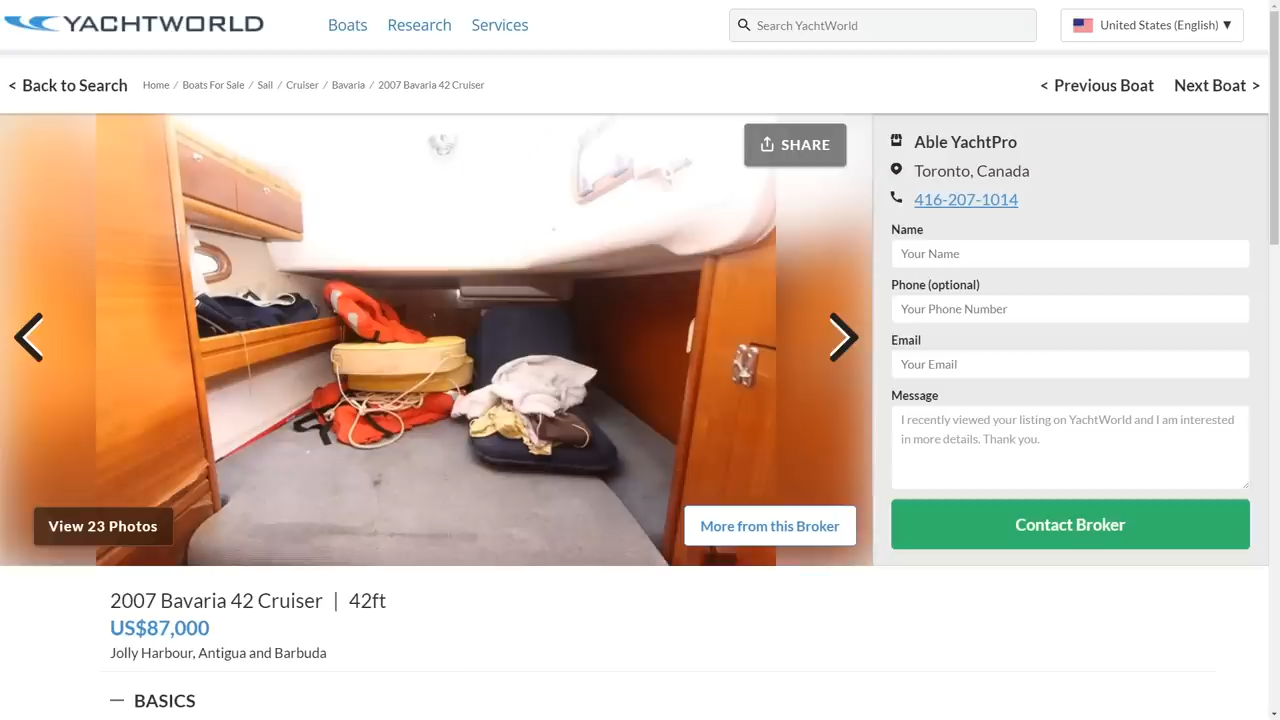 YACHTWORLD
Boats Research Services
Search YachtWorld
United States (English) ▼
< Back to Search
Home / Boats For Sale / Sail / Cruiser / Bavaria / 2007 Bavaria 42 Cruiser
< Previous Boat Next Boat >
SHARE
View 23 Photos
More from this Broker
Able YachtPro
Toronto, Canada
416-207-1014
Name
Your Name
Phone (optional)
Your Phone Number
Email
Your Email
Message
I recently viewed your listing on YachtWorld and I am interested
in more details. Thank you.
Contact Broker
2007 Bavaria 42 Cruiser | 42ft
US$87,000
Jolly Harbour, Antigua and Barbuda
— BASICS